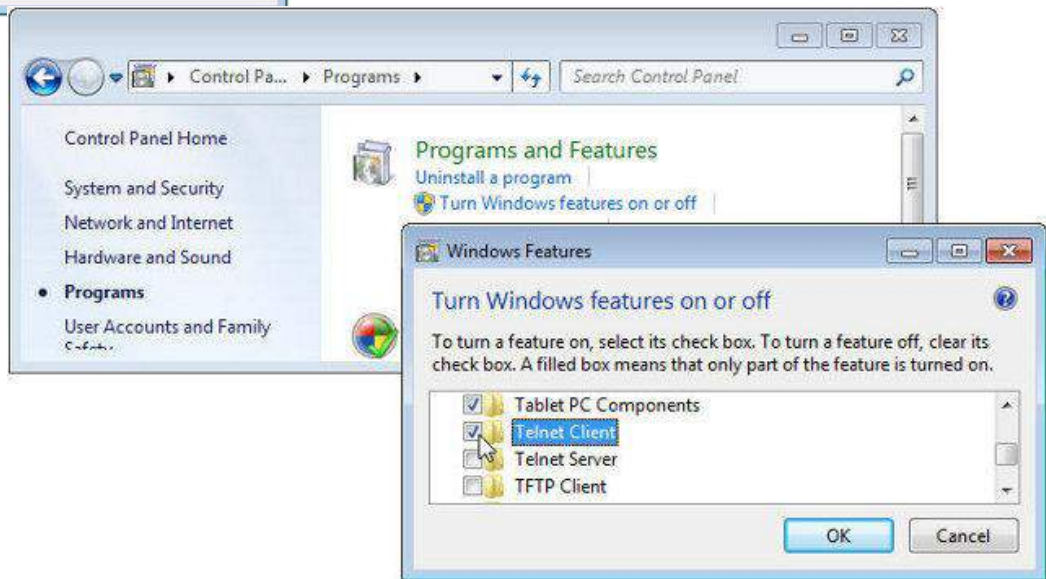 Control Pa... Programs Search Control Panel
Control Panel Home
System and Security
Network and Internet
Hardware and Sound
Programs
User Accounts and Family
Programs and Features
Uninstall a program
Turn Windows features on or off
Windows Features
Turn Windows features on or off
To turn a feature on, select its check box. To turn a feature off, clear its
check box. A filled box means that only part of the feature is turned on.
Tablet PC Components
Telnet Client
Telnet Server
TFTP Client
OK Cancel